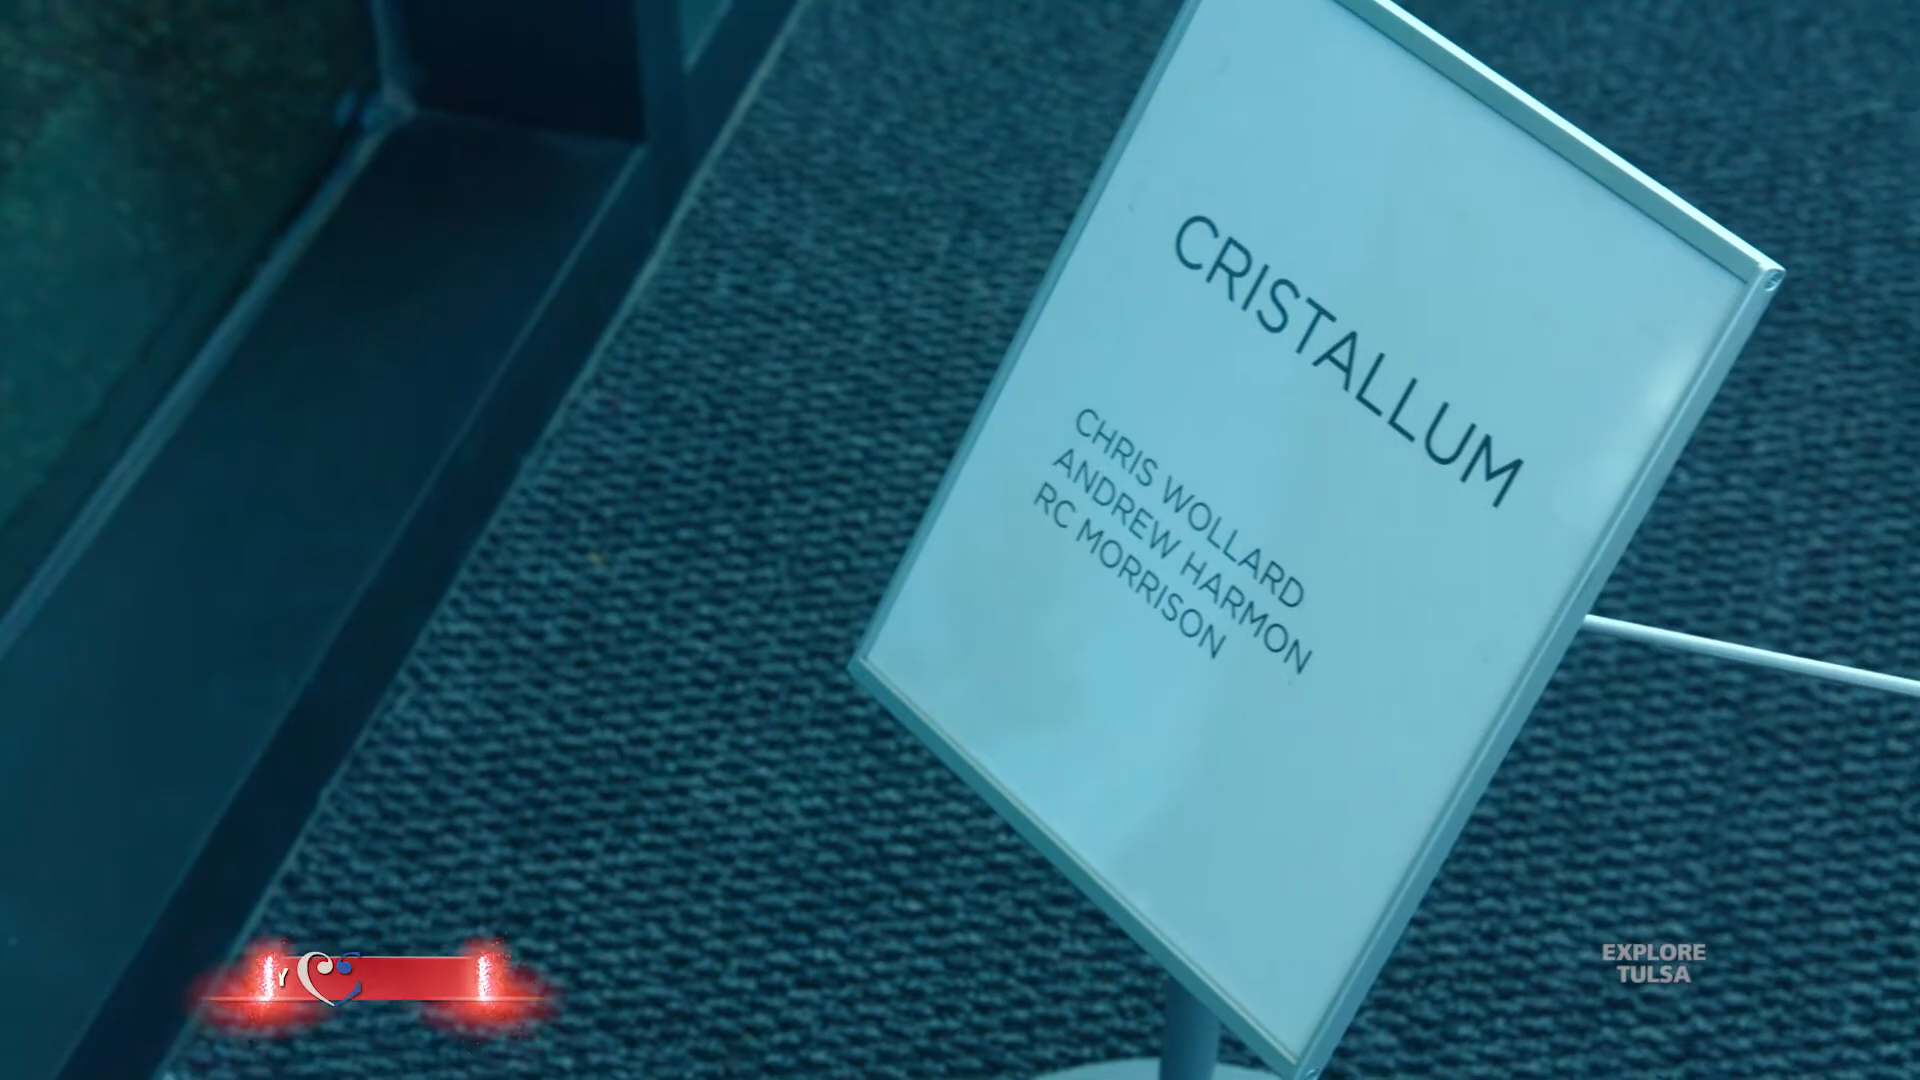 CRISTALLUM
CHRIS WOLLARD
ANDREW HARMON
RC MORRISON
Y
EXPLORE
TULSA